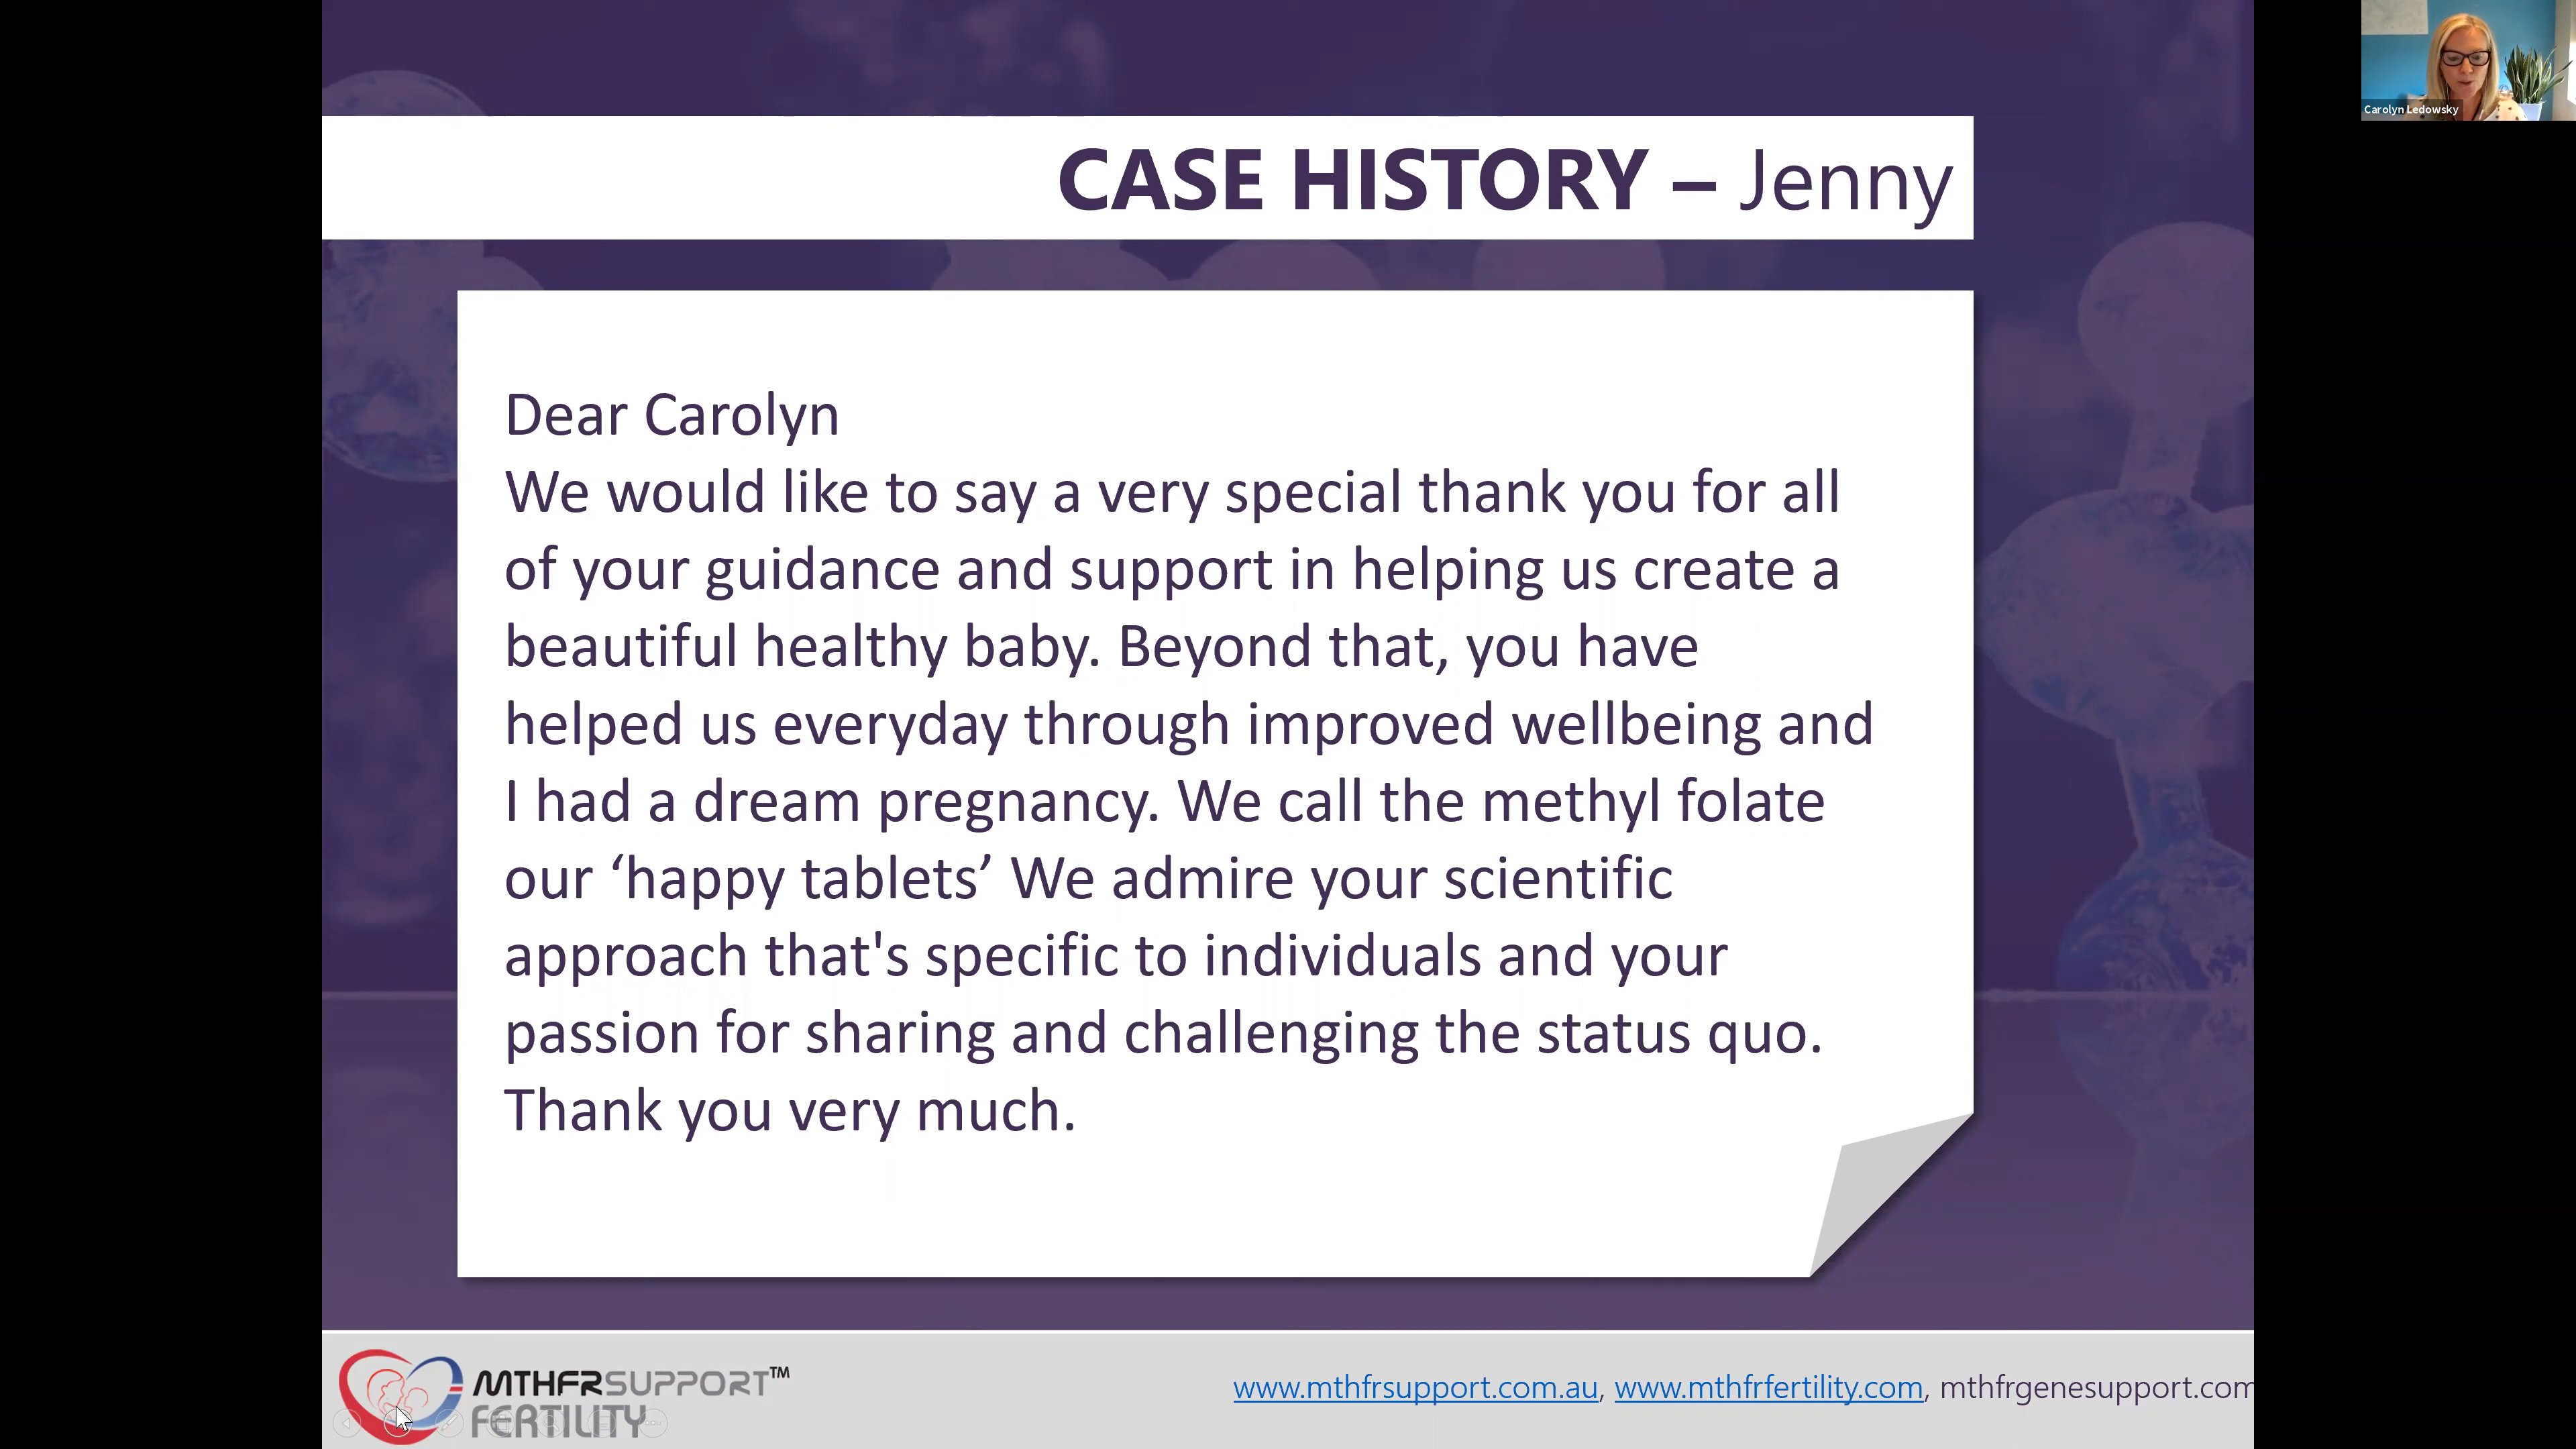 CASE HISTORY – Jenny
Carolyn Ledowsky
Dear Carolyn
We would like to say a very special thank you for all
of your guidance and support in helping us create a
beautiful healthy baby. Beyond that, you have
helped us everyday through improved wellbeing and
I had a dream pregnancy. We call the methyl folate
our ‘happy tablets’ We admire your scientific
approach that's specific to individuals and your
passion for sharing and challenging the status quo.
Thank you very much.
MTHFRSUPPORT™
FERTILITY
www.mthfrsupport.com.au, www.mthfrfertility.com, mthfrgenesupport.com